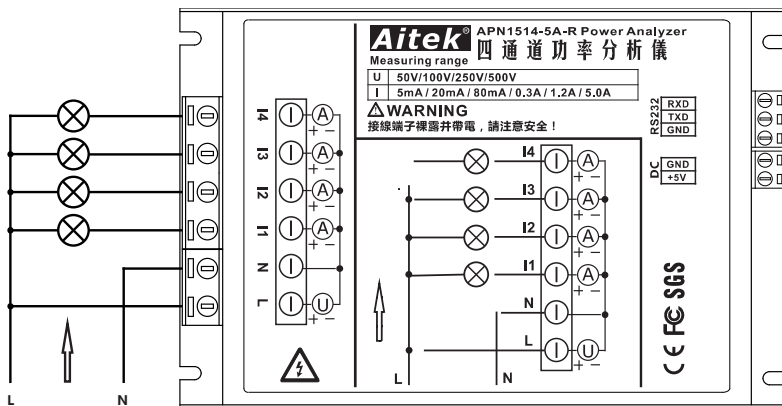 Aitek®
APN1514-5A-R Power Analyzer
四通道功率分析儀
Measuring range
U 50V/100V/250V/500V
I 5mA / 20mA / 80mA / 0.3A / 1.2A / 5.0A
WARNING
接線端子裸露井帶電，請注意安全！
I4 A
+ −
I3 A
+ −
I2 A
+ −
I1 A
+ −
N
L U
+ −
I4 A
+ −
I3 A
+ −
I2 A
+ −
I1 A
+ −
N
L U
+ −
L N
RS232
RXD
TXD
GND
DC
GND
+5V
CE FC SGS
L N